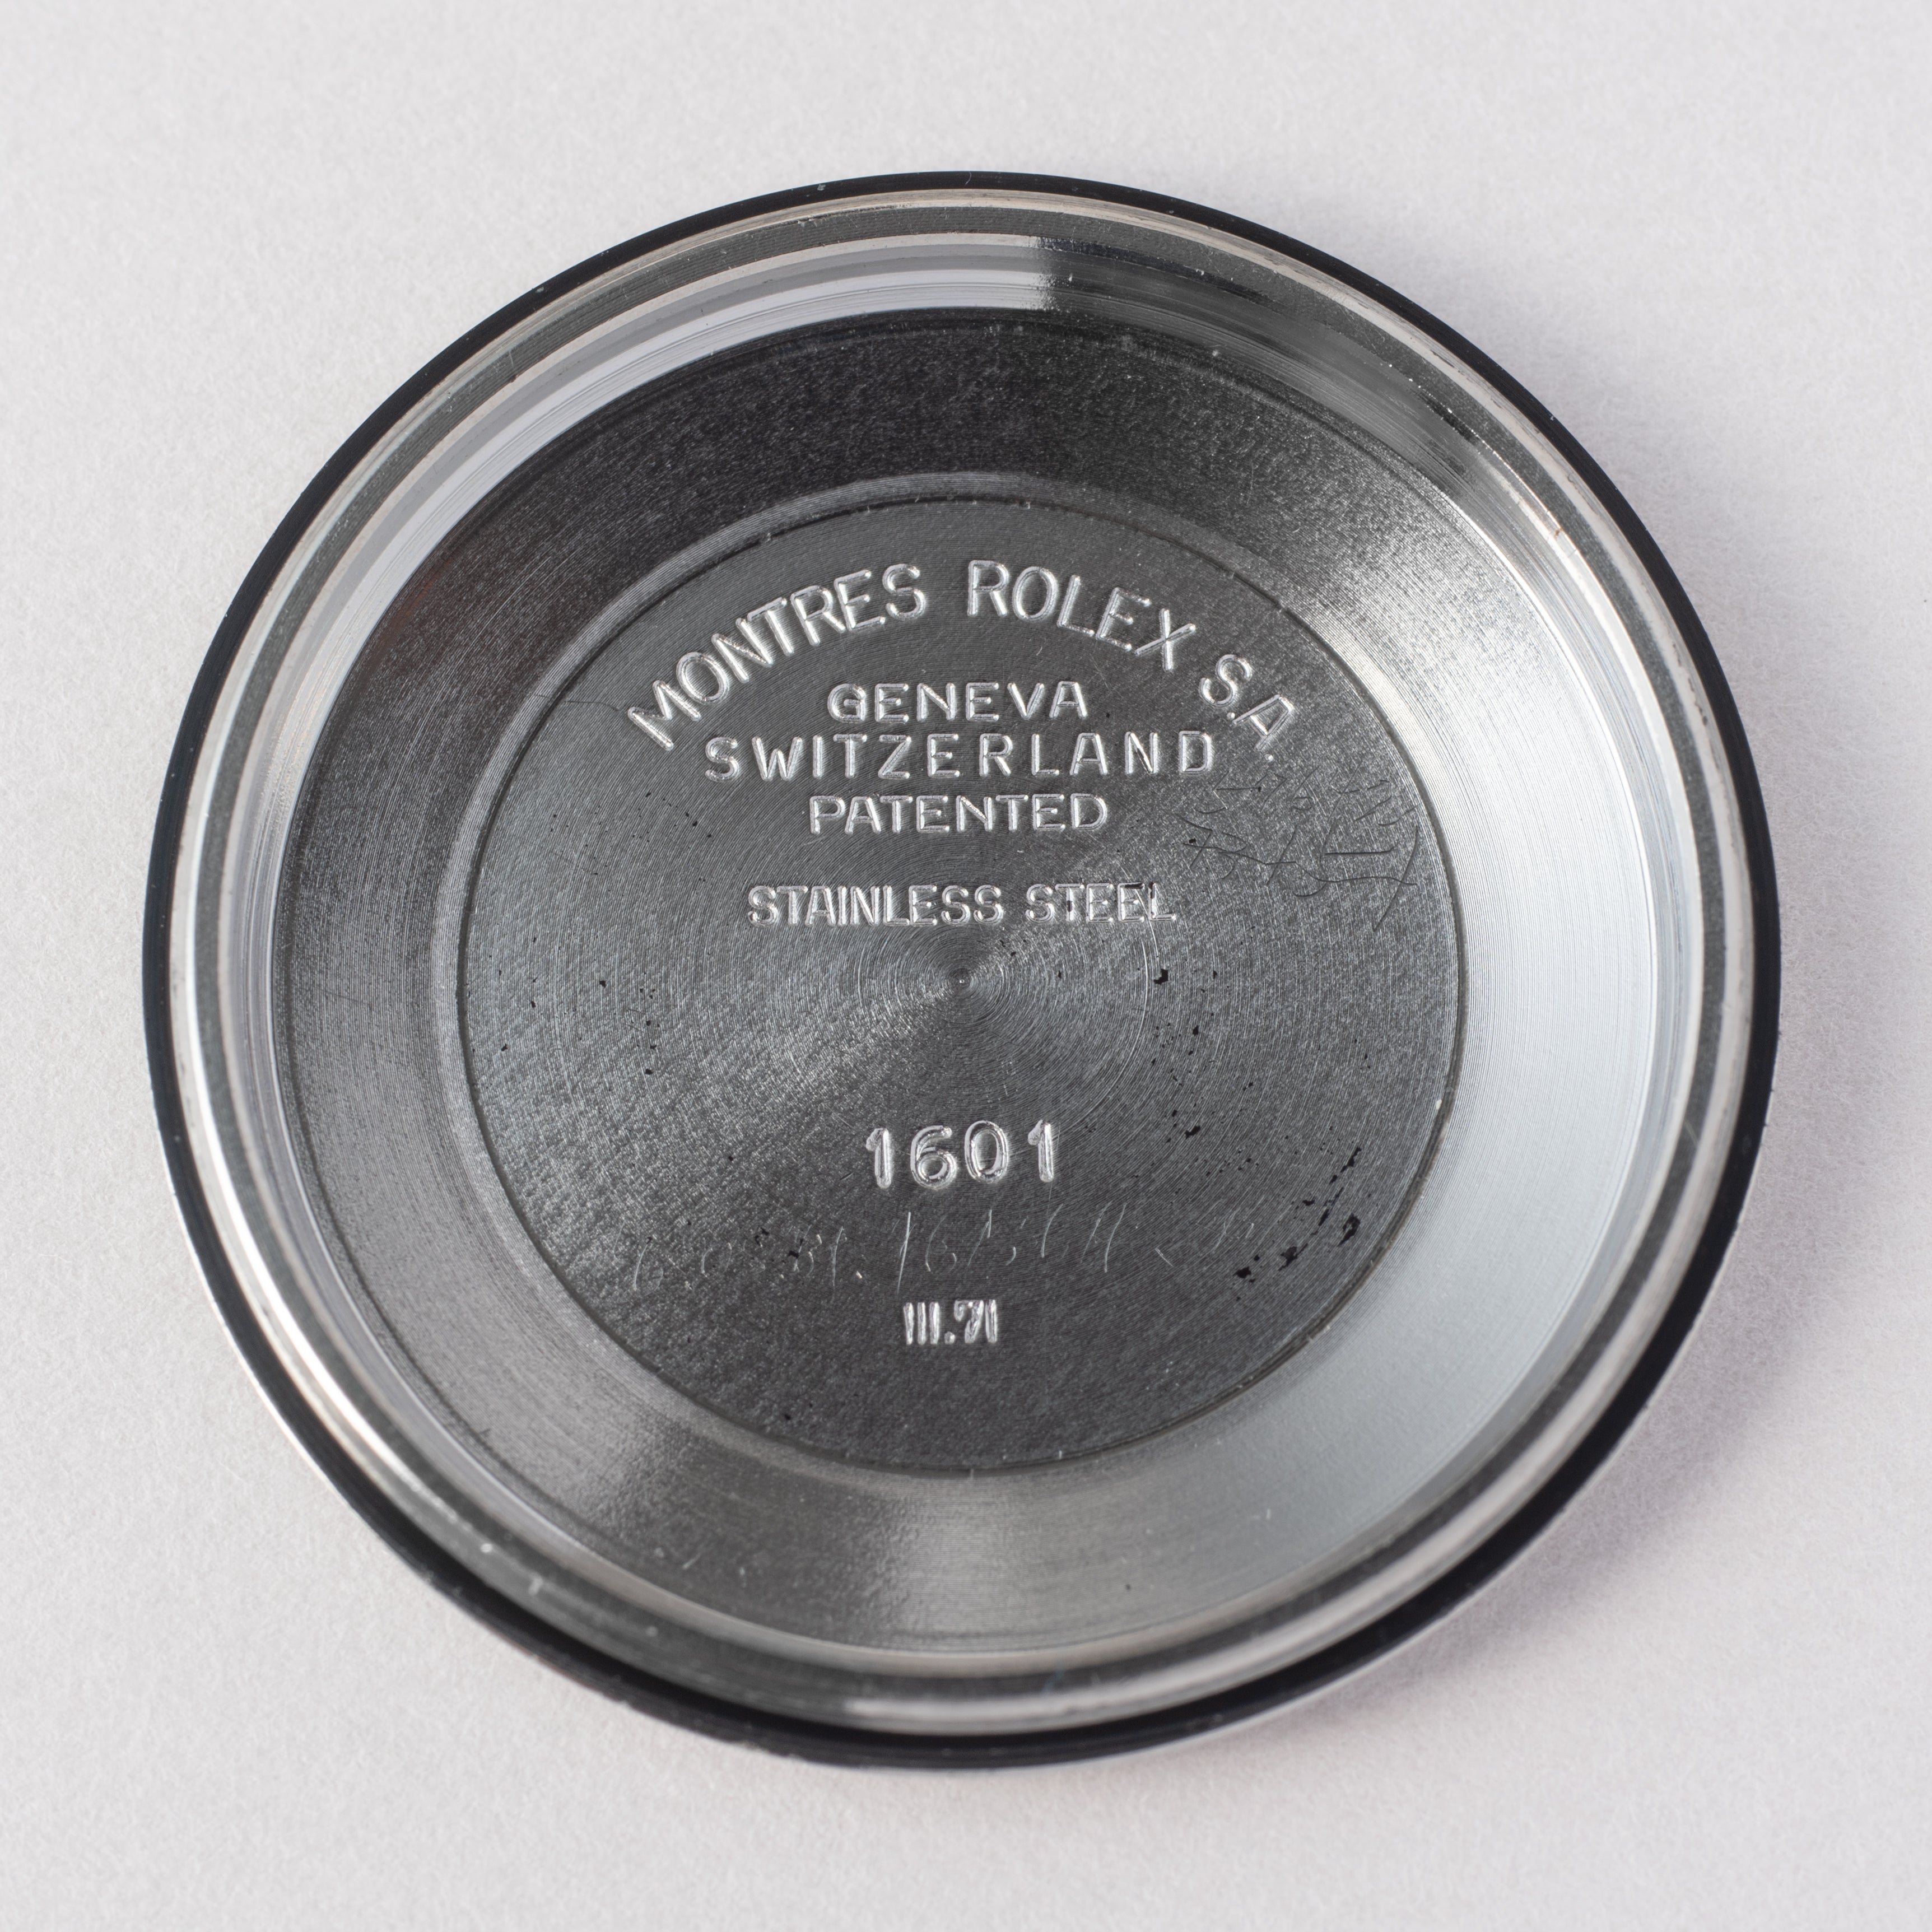 MONTRES ROLEX S.A.
GENEVA
SWITZERLAND
PATENTED
STAINLESS STEEL
1601
III.71